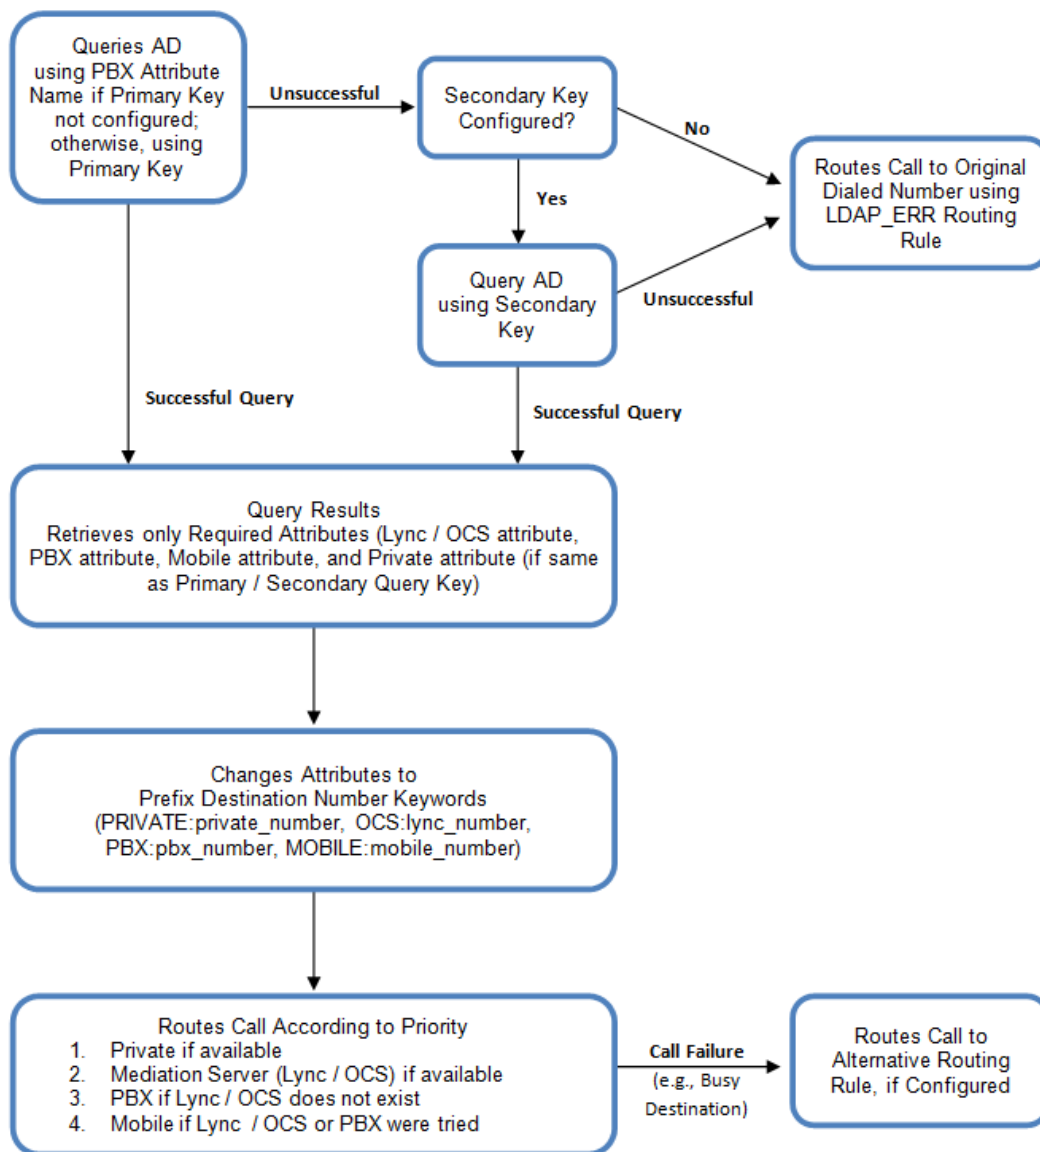 Queries AD
using PBX Attribute
Name if Primary Key
not configured;
otherwise, using
Primary Key
Unsuccessful
Secondary Key
Configured?
No
Routes Call to Original
Dialed Number using
LDAP_ERR Routing
Rule
Yes
Query AD
using Secondary
Key
Unsuccessful
Successful Query
Successful Query
Query Results
Retrieves only Required Attributes (Lync / OCS attribute,
PBX attribute, Mobile attribute, and Private attribute (if same
as Primary / Secondary Query Key)
Changes Attributes to
Prefix Destination Number Keywords
(PRIVATE:private_number, OCS:lync_number,
PBX:pbx_number, MOBILE:mobile_number)
Routes Call According to Priority
1. Private if available
2. Mediation Server (Lync / OCS) if available
3. PBX if Lync / OCS does not exist
4. Mobile if Lync / OCS or PBX were tried
Call Failure
(e.g., Busy
Destination)
Routes Call to
Alternative Routing
Rule, if Configured